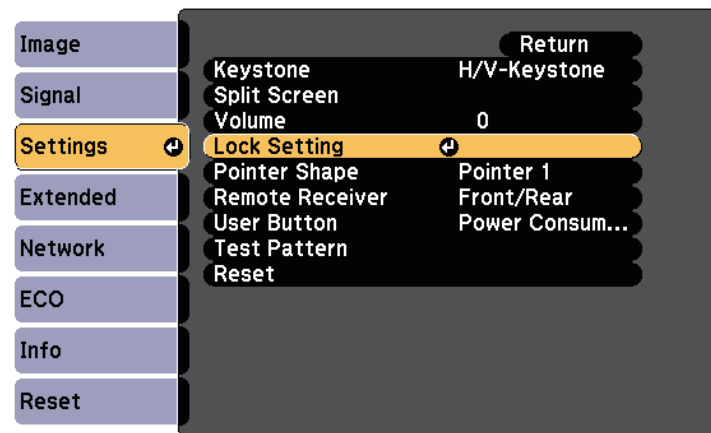 Image
Signal
Settings
Extended
Network
ECO
Info
Reset
Return
Keystone H/V-Keystone
Split Screen
Volume 0
Lock Setting
Pointer Shape Pointer 1
Remote Receiver Front/Rear
User Button Power Consum...
Test Pattern
Reset